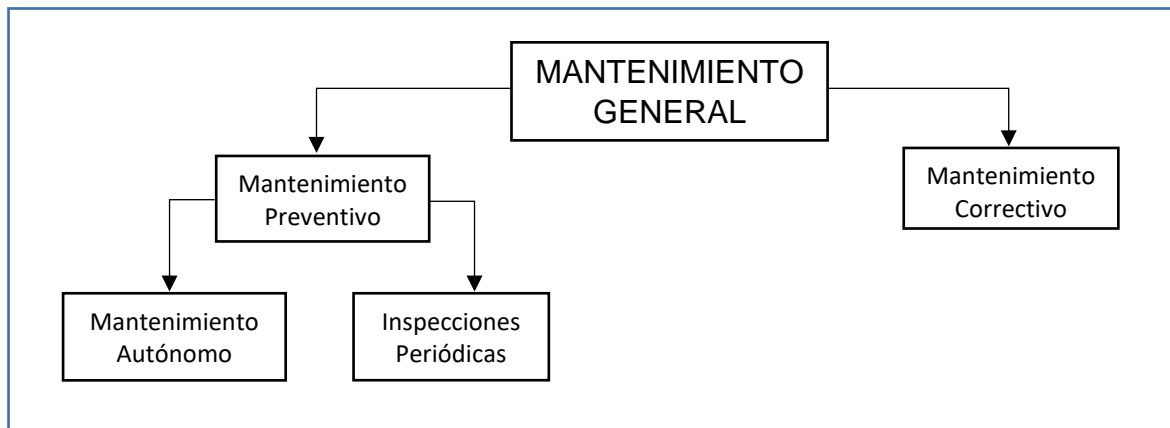 MANTENIMIENTO
GENERAL
Mantenimiento
Preventivo
Mantenimiento
Correctivo
Mantenimiento
Autónomo
Inspecciones
Periódicas